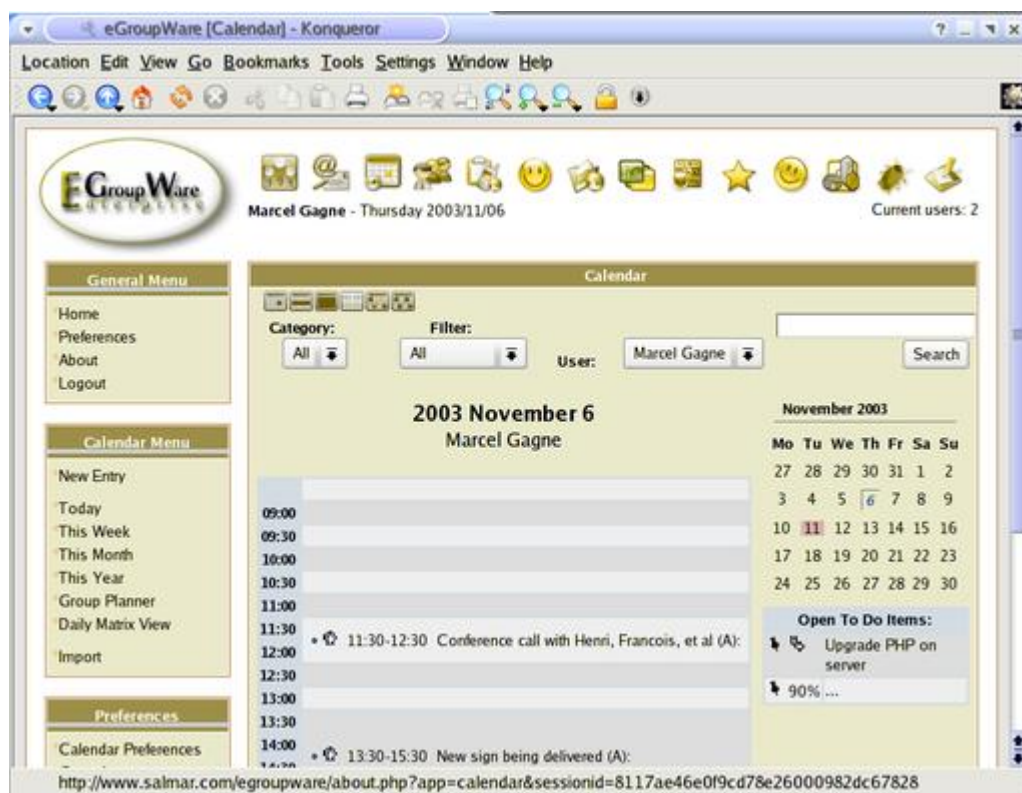 eGroupWare [Calendar] - Konqueror
Location Edit View Go Bookmarks Tools Settings Window Help
EGroupWare
Marcel Gagne - Thursday 2003/11/06
Current users: 2
General Menu
Home
Preferences
About
Logout
Calendar Menu
New Entry
Today
This Week
This Month
This Year
Group Planner
Daily Matrix View
Import
Preferences
Calendar Preferences
Calendar
Category:
All
Filter:
All
User:
Marcel Gagne
Search
2003 November 6
Marcel Gagne
09:00
09:30
10:00
10:30
11:00
11:30
12:00
11:30-12:30 Conference call with Henri, Francois, et al (A):
12:30
13:00
13:30
14:00
13:30-15:30 New sign being delivered (A):
14:30
November 2003
Mo Tu We Th Fr Sa Su
27 28 29 30 31 1 2
3 4 5 6 7 8 9
10 11 12 13 14 15 16
17 18 19 20 21 22 23
24 25 26 27 28 29 30
Open To Do Items:
Upgrade PHP on
server
90% ...
http://www.salmar.com/egroupware/about.php?app=calendar&sessionid=8117ae46e0f9cd78e26000982dc67828